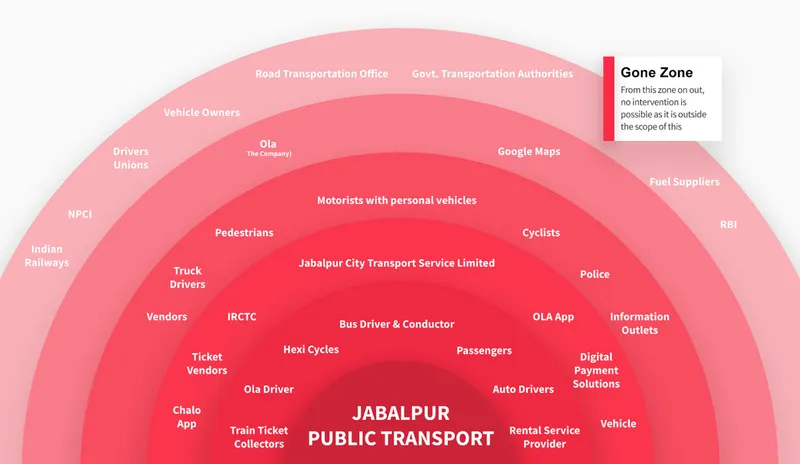 Road Transportation Office
Govt. Transportation Authorities
Gone Zone
From this zone on out,
no intervention is
possible as it is outside
the scope of this
Vehicle Owners
Ola
The Company)
Google Maps
Drivers
Unions
Fuel Suppliers
Motorists with personal vehicles
NPCI
RBI
Pedestrians
Cyclists
Indian
Railways
Jabalpur City Transport Service Limited
Truck
Drivers
Police
Vendors
IRCTC
Bus Driver & Conductor
OLA App
Information
Outlets
Hexi Cycles
Passengers
Ticket
Vendors
Digital
Payment
Solutions
Ola Driver
Auto Drivers
Chalo
App
JABALPUR
PUBLIC TRANSPORT
Vehicle
Train Ticket
Collectors
Rental Service
Provider